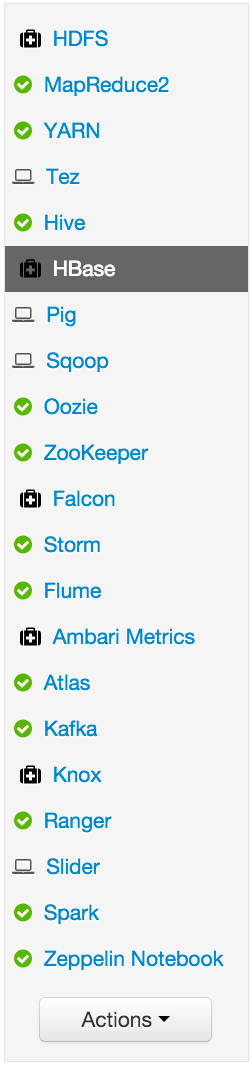 HDFS
MapReduce2
YARN
Tez
Hive
HBase
Pig
Sqoop
Oozie
ZooKeeper
Falcon
Storm
Flume
Ambari Metrics
Atlas
Kafka
Knox
Ranger
Slider
Spark
Zeppelin Notebook
Actions